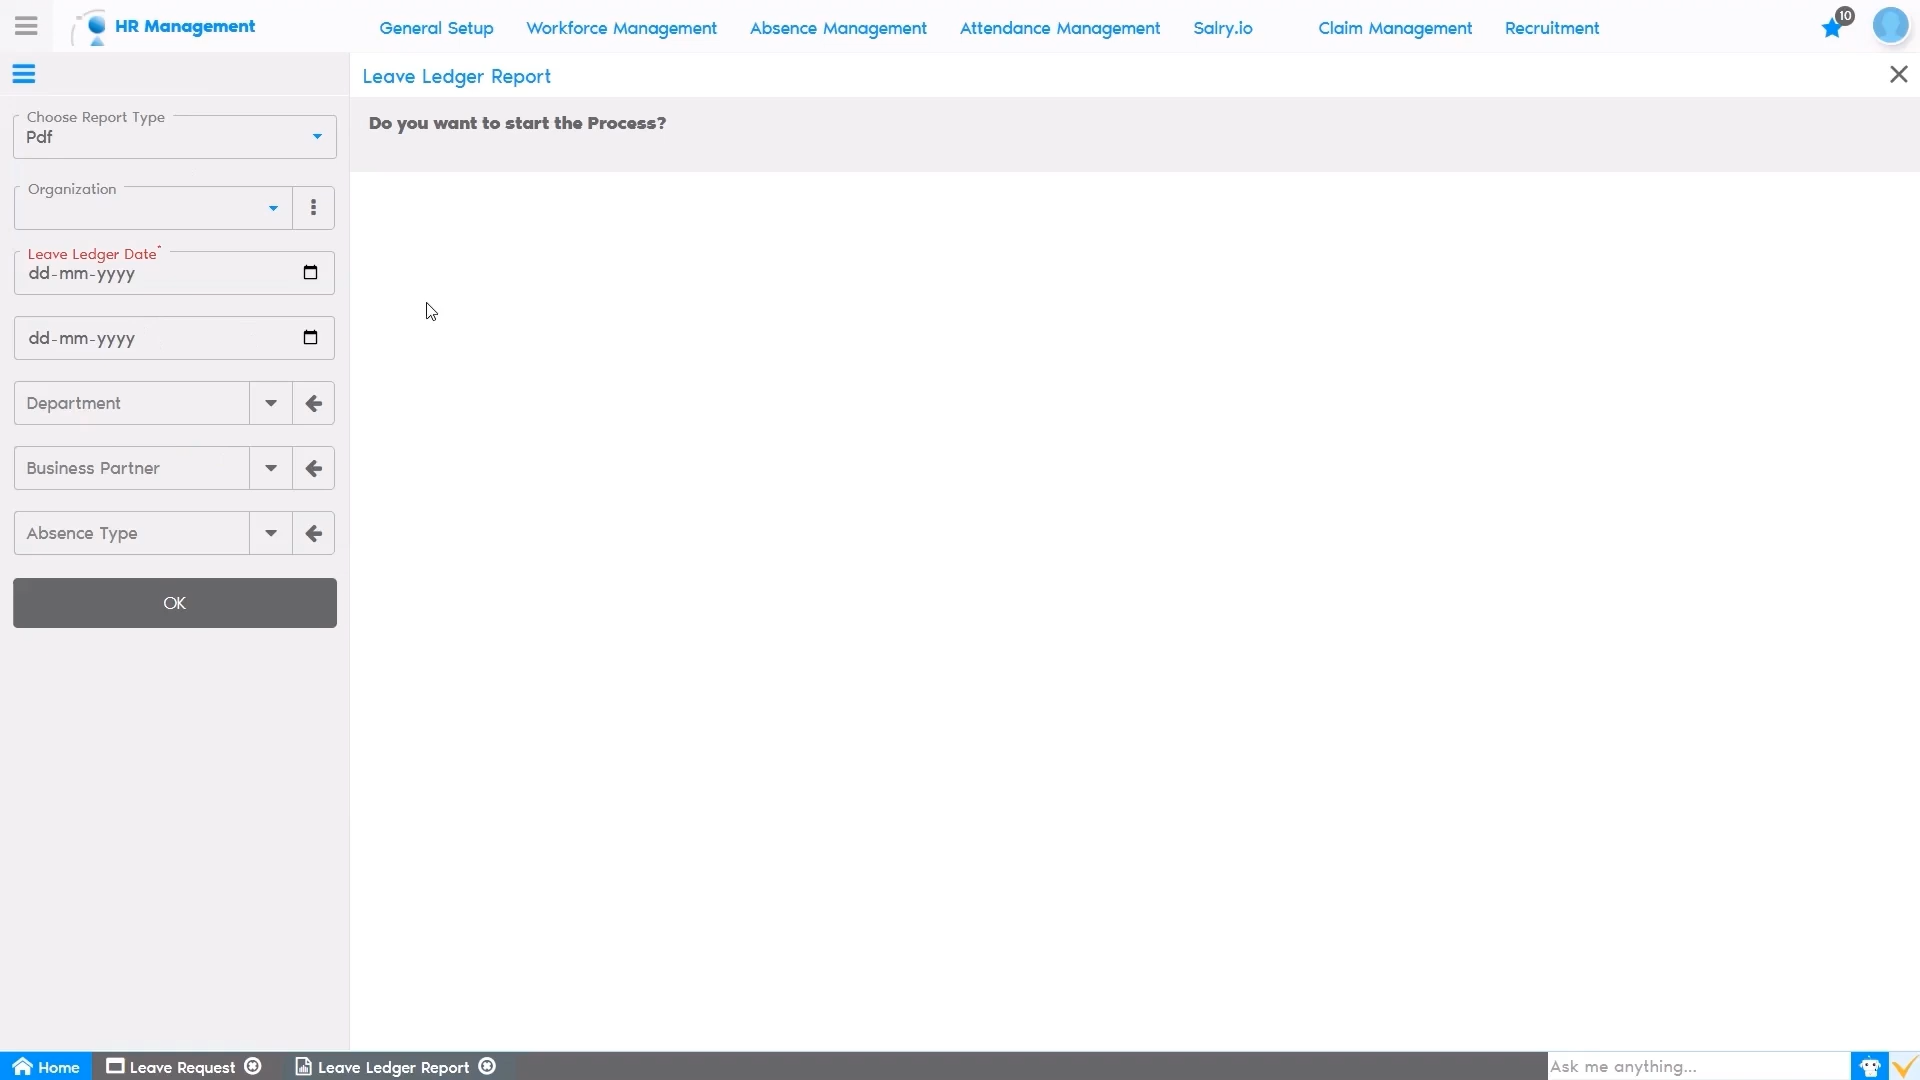 HR Management
General Setup
Workforce Management
Absence Management
Attendance Management
Salry.io
Claim Management
Recruitment
10
Leave Ledger Report
Do you want to start the Process?
Choose Report Type
Pdf
Organization
Leave Ledger Date*
dd-mm-yyyy
dd-mm-yyyy
Department
Business Partner
Absence Type
OK
Home
Leave Request
Leave Ledger Report
Ask me anything...